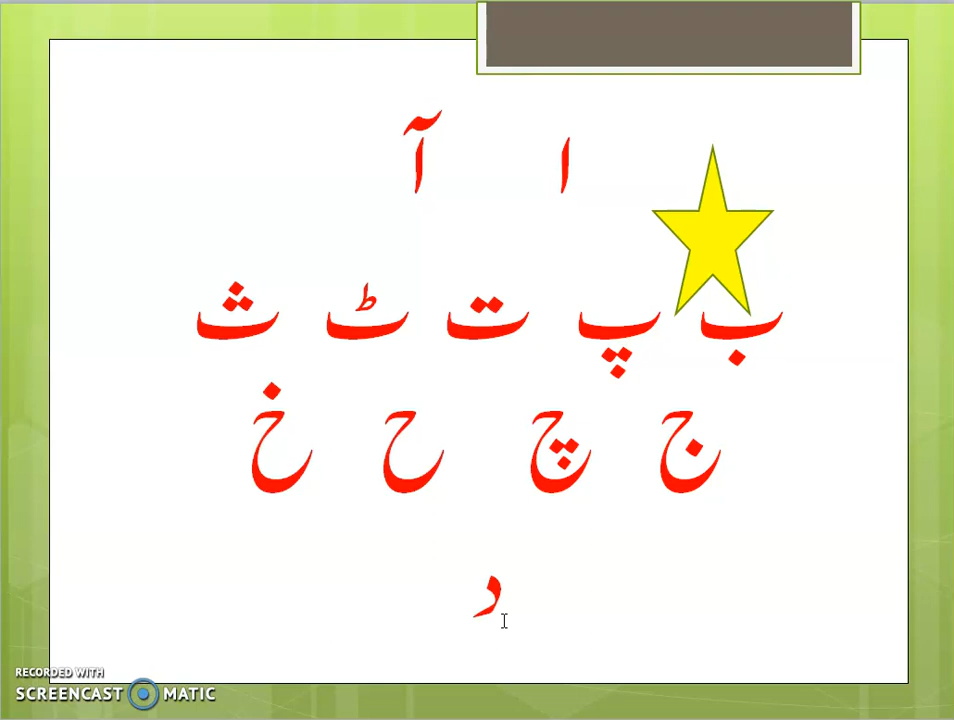 ا آ
ب پ ت ٹ ث
ج چ ح خ
د
RECORDED WITH
SCREENCAST MATIC